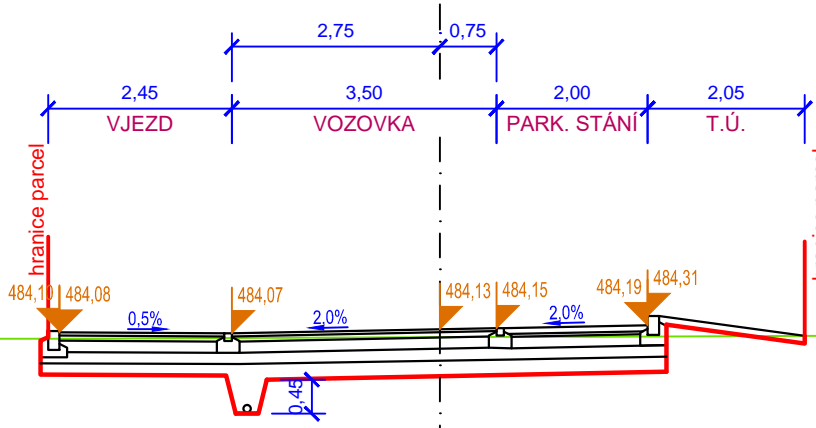 2,75 0,75
2,45 3,50 2,00 2,05
VJEZD VOZOVKA PARK. STÁNÍ T.Ú.
hranice parcel
484,10 484,08 484,07 484,13 484,15 484,19 484,31
0,5% 2,0% 2,0%
0,45